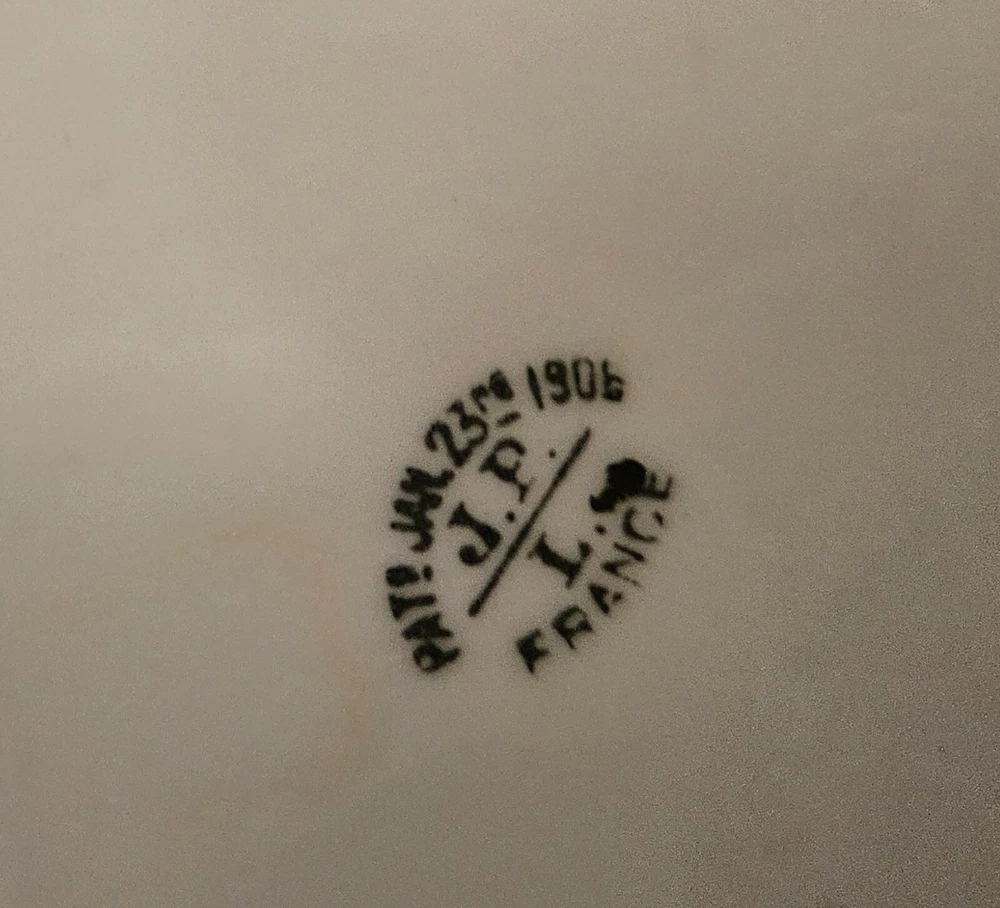 PATD JAN. 23rd 1906
J.P.
L.
FRANCE